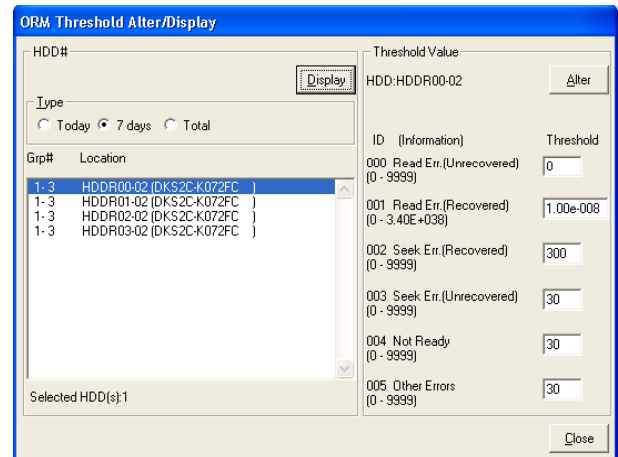 ORM Threshold Alter/Display
HDD#
Display
Type
Today 7 days Total
Grp# Location
1- 3 HDDR00-02 (DKS2C-K072FC )
1- 3 HDDR01-02 (DKS2C-K072FC )
1- 3 HDDR02-02 (DKS2C-K072FC )
1- 3 HDDR03-02 (DKS2C-K072FC )
Selected HDD(s):1
Threshold Value
HDD:HDDR00-02 Alter
ID (Information) Threshold
000 Read Err.(Unrecovered) 0
(0 - 9999)
001 Read Err.(Recovered) 1.00e-008
(0 - 3.40E+038)
002 Seek Err.(Recovered) 300
(0 - 9999)
003 Seek Err.(Unrecovered) 30
(0 - 9999)
004 Not Ready 30
(0 - 9999)
005 Other Errors 30
(0 - 9999)
Close